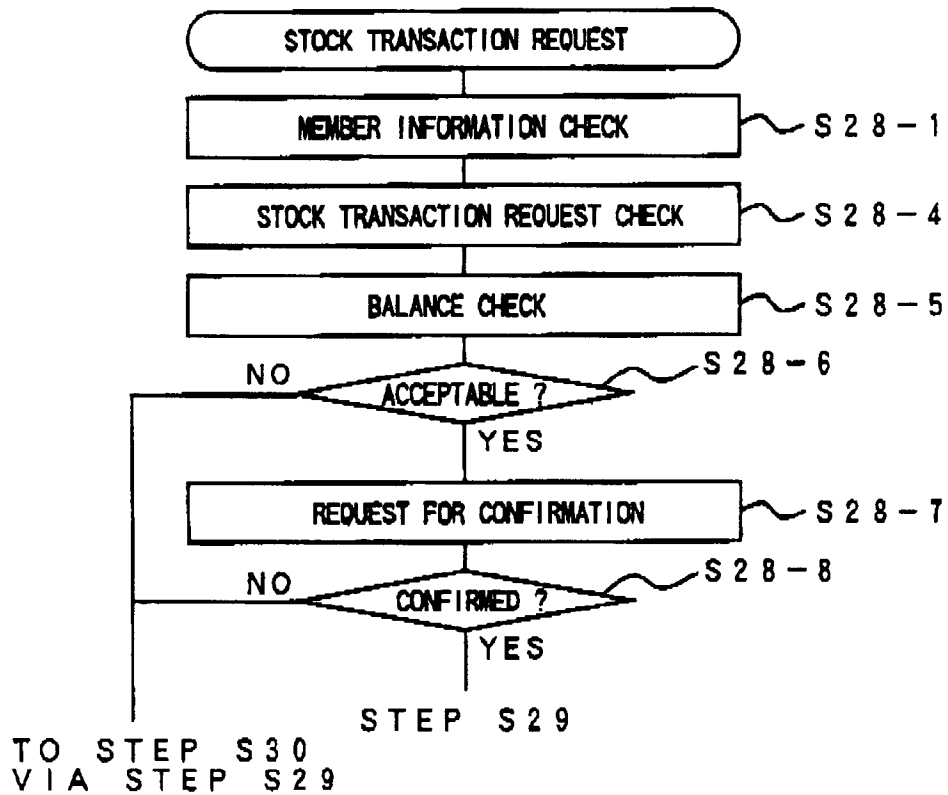 STOCK TRANSACTION REQUEST
MEMBER INFORMATION CHECK
S28-1
STOCK TRANSACTION REQUEST CHECK
S28-4
BALANCE CHECK
S28-5
NO
ACCEPTABLE ?
S28-6
YES
REQUEST FOR CONFIRMATION
S28-7
NO
CONFIRMED ?
S28-8
YES
STEP S29
TO STEP S30
VIA STEP S29